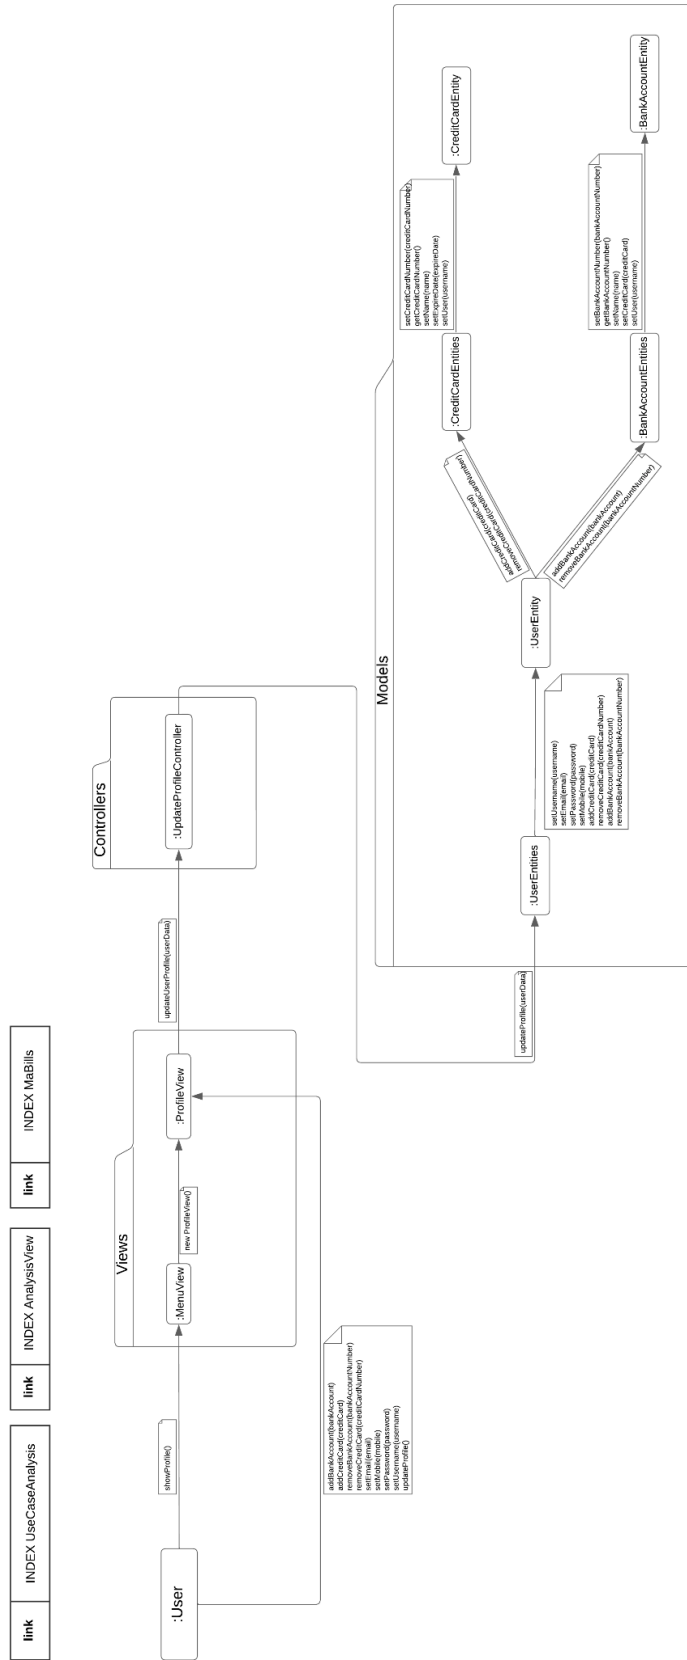 link
INDEX UseCaseAnalysis
link
INDEX AnalysisView
link
INDEX MaBills
:User
showProfile()
addBankAccount(bankAccount)
addCreditCard(creditCard)
removeBankAccount(bankAccountNumber)
removeCreditCard(creditCardNumber)
setEmail(email)
setMobile(mobile)
setPassword(password)
setUsername(username)
updateProfile()
Views
:MenuView
new ProfileView()
:ProfileView
updateUserProfile(userData)
Controllers
:UpdateProfileController
updateProfile(userData)
Models
:UserEntities
setUsername(username)
setEmail(email)
setPassword(password)
setMobile(mobile)
addCreditCard(creditCard)
removeCreditCard(creditCardNumber)
addBankAccount(bankAccount)
removeBankAccount(bankAccountNumber)
:UserEntity
addCreditCard(creditCard)
removeCreditCard(creditCardNumber)
addBankAccount(bankAccount)
removeBankAccount(bankAccountNumber)
:CreditCardEntities
setCreditCardNumber(creditCardNumber)
getCreditCardNumber()
setName(name)
setExpireDate(expireDate)
setUser(username)
:CreditCardEntity
:BankAccountEntities
setBankAccountNumber(bankAccountNumber)
getBankAccountNumber()
setName(name)
setCreditCard(creditCard)
setUser(username)
:BankAccountEntity